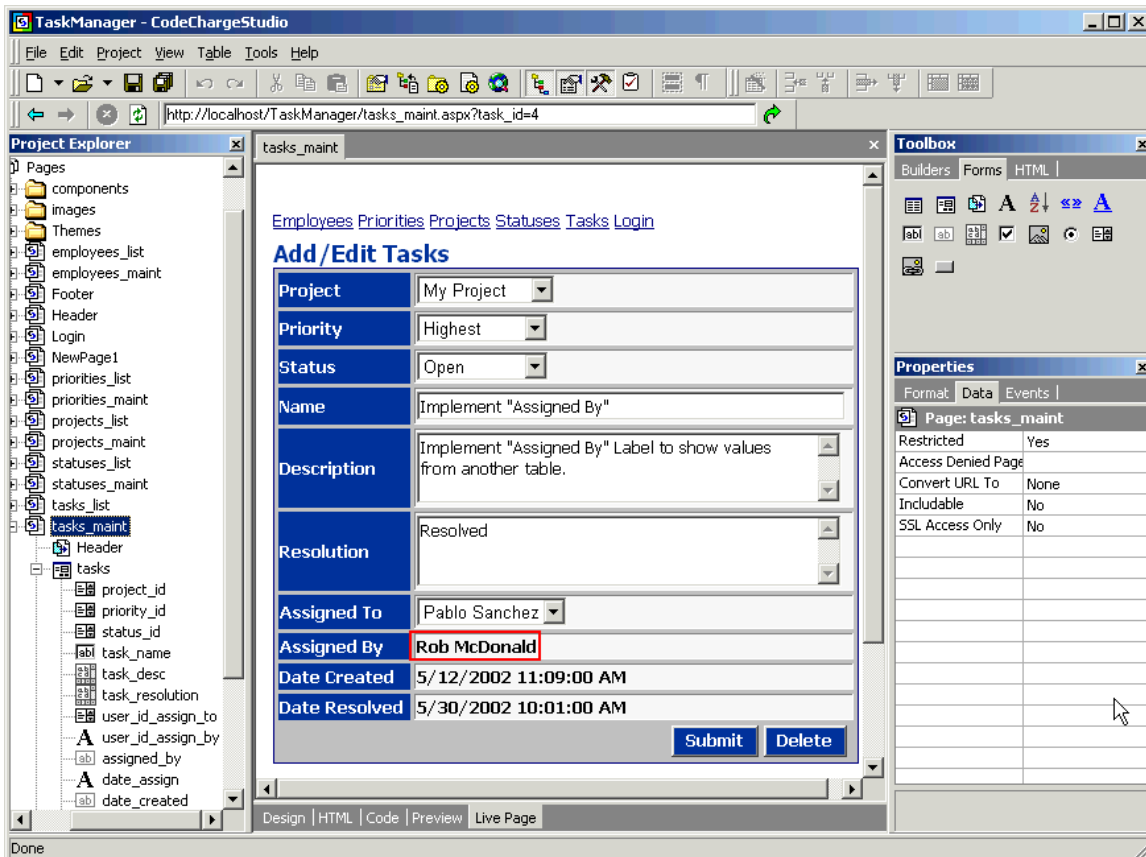 TaskManager - CodeChargeStudio
File Edit Project View Table Tools Help
http://localhost/TaskManager/tasks_maint.aspx?task_id=4
Project Explorer
Pages
components
images
Themes
employees_list
employees_maint
Footer
Header
Login
NewPage1
priorities_list
priorities_maint
projects_list
projects_maint
statuses_list
statuses_maint
tasks_list
tasks_maint
Header
tasks
project_id
priority_id
status_id
task_name
task_desc
task_resolution
user_id_assign_to
user_id_assign_by
assigned_by
date_assign
date_created
tasks_maint
Employees Priorities Projects Statuses Tasks Login
Add/Edit Tasks
Project My Project
Priority Highest
Status Open
Name Implement "Assigned By"
Description Implement "Assigned By" Label to show values
from another table.
Resolution Resolved
Assigned To Pablo Sanchez
Assigned By Rob McDonald
Date Created 5/12/2002 11:09:00 AM
Date Resolved 5/30/2002 10:01:00 AM
Submit Delete
Design HTML Code Preview Live Page
Toolbox
Builders Forms HTML
Properties
Format Data Events
Page: tasks_maint
Restricted Yes
Access Denied Page
Convert URL To None
Includable No
SSL Access Only No
Done